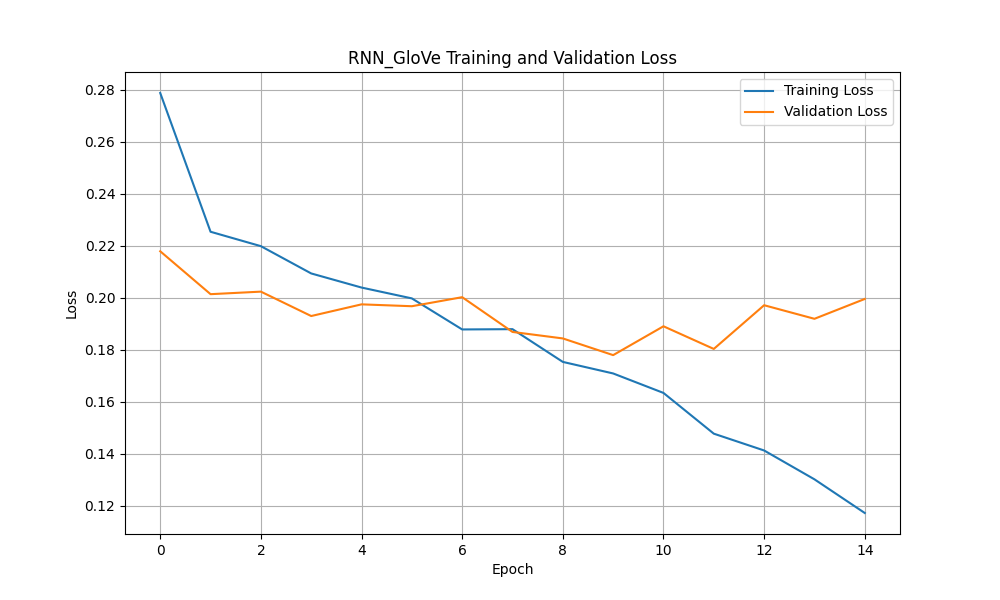 RNN_GloVe Training and Validation Loss
Training Loss
Validation Loss
Loss
0.28
0.26
0.24
0.22
0.20
0.18
0.16
0.14
0.12
0 2 4 6 8 10 12 14
Epoch